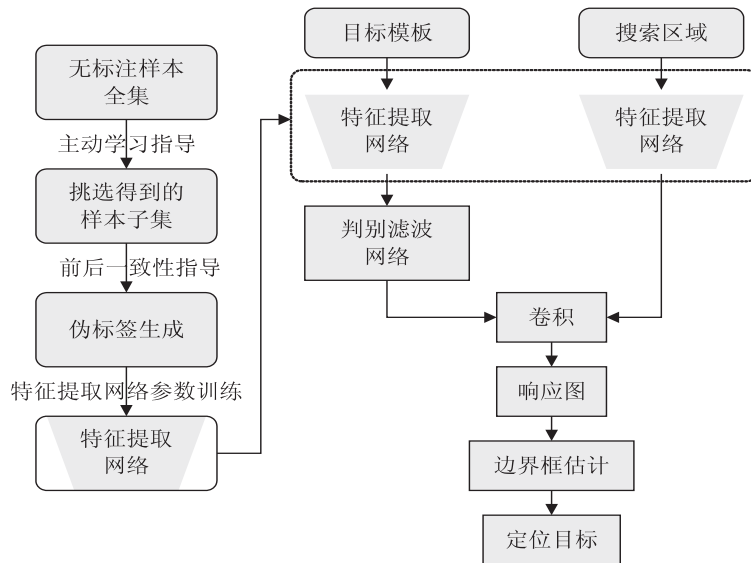 无标注样本
全集
主动学习指导
挑选得到的
样本子集
前后一致性指导
伪标签生成
特征提取网络参数训练
特征提取
网络
目标模板
搜索区域
特征提取
网络
特征提取
网络
判别滤波
网络
卷积
响应图
边界框估计
定位目标